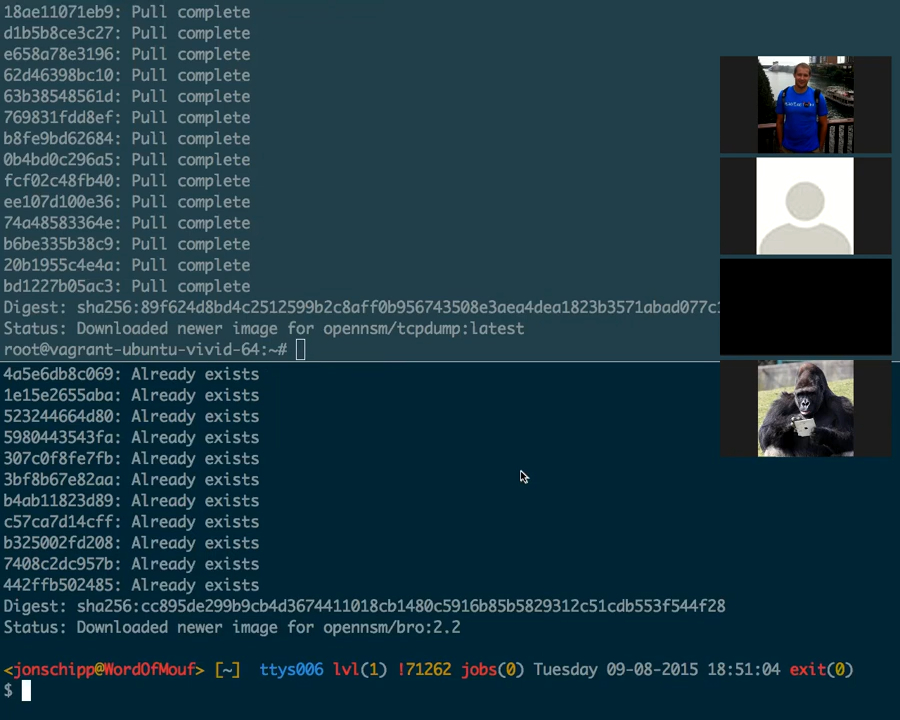 18ae11071eb9: Pull complete
d1b5b8ce3c27: Pull complete
e658a78e3196: Pull complete
62d46398bc10: Pull complete
63b38548561d: Pull complete
769831fdd8ef: Pull complete
b8fe9bd62684: Pull complete
0b4bd0c296a5: Pull complete
fcf02c48fb40: Pull complete
ee107d100e36: Pull complete
74a48583364e: Pull complete
b6be335b38c9: Pull complete
20b1955c4e4a: Pull complete
bd1227b05ac3: Pull complete
Digest: sha256:89f624d8bd4c2512599b2c8aff0b956743508e3aea4dea1823b3571abad077c1
Status: Downloaded newer image for opennsm/tcpdump:latest
root@vagrant-ubuntu-vivid-64:~#
4a5e6db8c069: Already exists
1e15e2655aba: Already exists
523244664d80: Already exists
5980443543fa: Already exists
307c0f8fe7fb: Already exists
3bf8b67e82aa: Already exists
b4ab11823d89: Already exists
c57ca7d14cff: Already exists
b325002fd208: Already exists
7408c2dc957b: Already exists
442ffb502485: Already exists
Digest: sha256:cc895de299b9cb4d3674411018cb1480c5916b85b5829312c51cdb553f544f28
Status: Downloaded newer image for opennsm/bro:2.2
<jonschipp@WordOfMouf> [~]  ttys006 lvl(1) !71262 jobs(0) Tuesday 09-08-2015 18:51:04 exit(0)
$